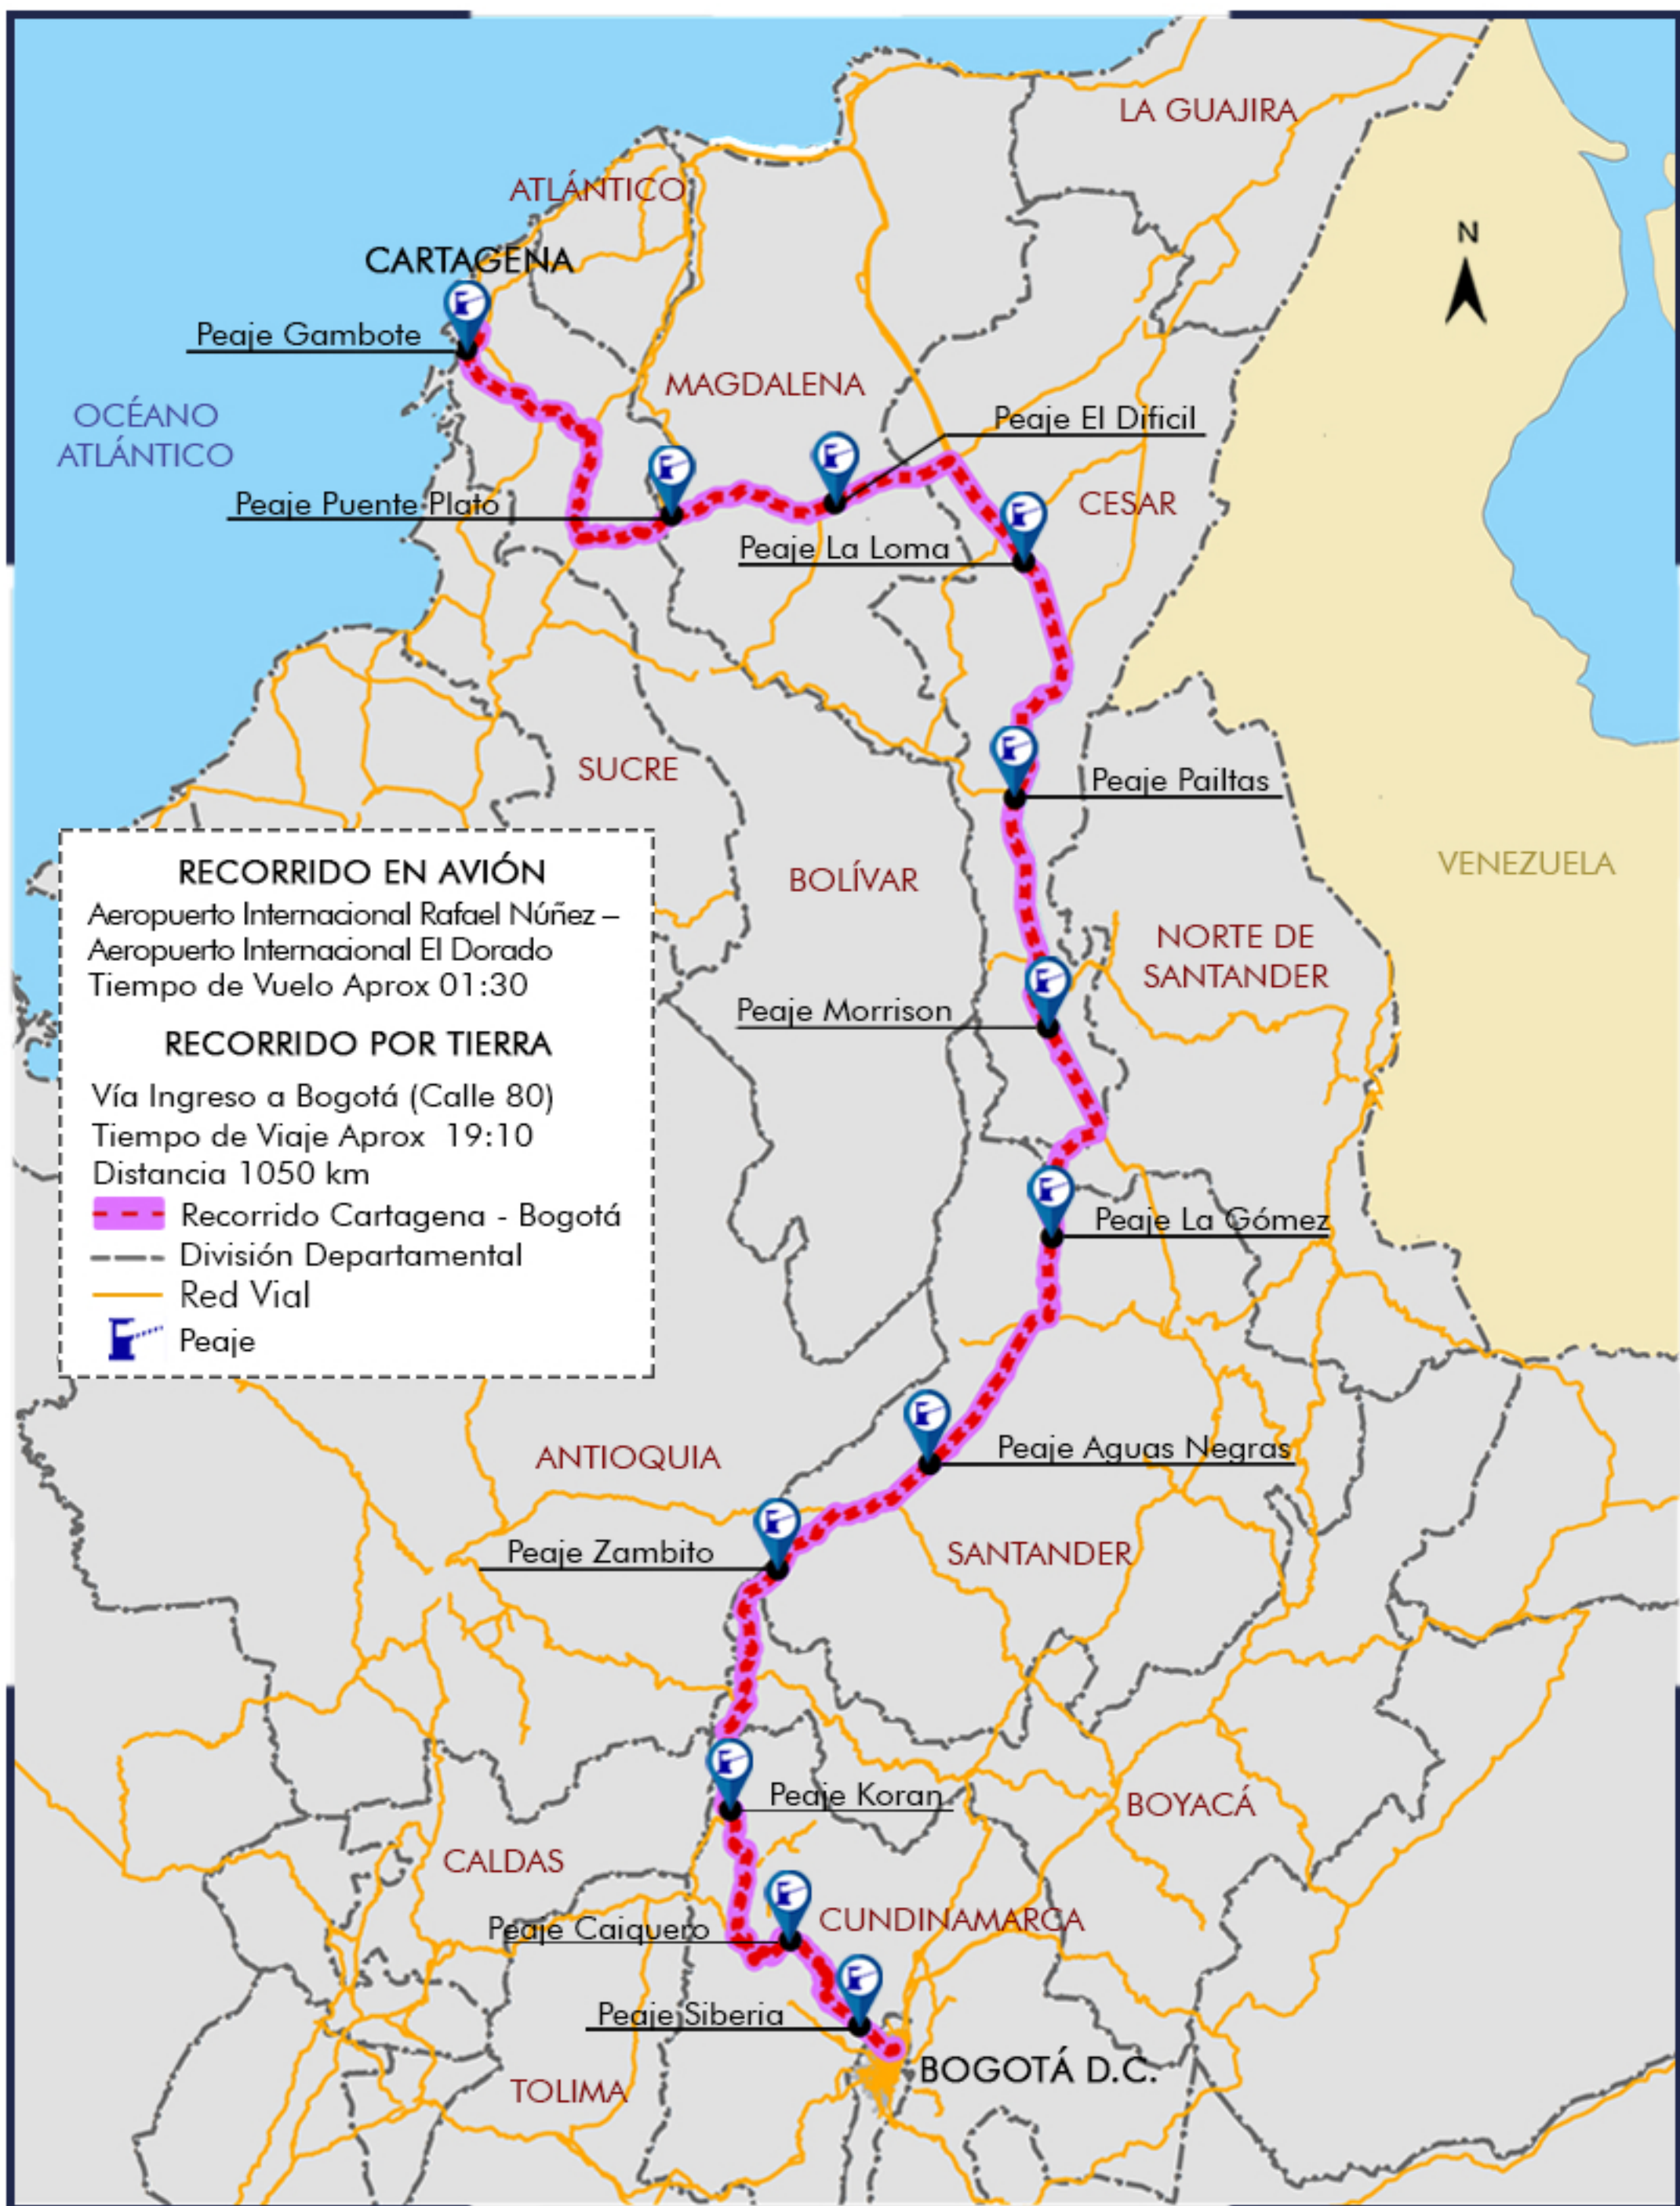 LA GUAJIRA
ATLÁNTICO
N
CARTAGENA
Peaje Gambote
MAGDALENA
OCÉANO
ATLÁNTICO
Peaje El Dificil
Peaje Puente Plato
CESAR
Peaje La Loma
SUCRE
Peaje Pailtas
VENEZUELA
BOLÍVAR
RECORRIDO EN AVIÓN
Aeropuerto Internacional Rafael Núñez –
Aeropuerto Internacional El Dorado
Tiempo de Vuelo Aprox 01:30
RECORRIDO POR TIERRA
Vía Ingreso a Bogotá (Calle 80)
Tiempo de Viaje Aprox 19:10
Distancia 1050 km
Recorrido Cartagena - Bogotá
División Departamental
Red Vial
Peaje
NORTE DE
SANTANDER
Peaje Morrison
Peaje La Gómez
ANTIOQUIA
Peaje Aguas Negras
Peaje Zambito
SANTANDER
Peaje Koran
BOYACÁ
CALDAS
Peaje Caiquero
CUNDINAMARCA
Peaje Siberia
BOGOTÁ D.C.
TOLIMA